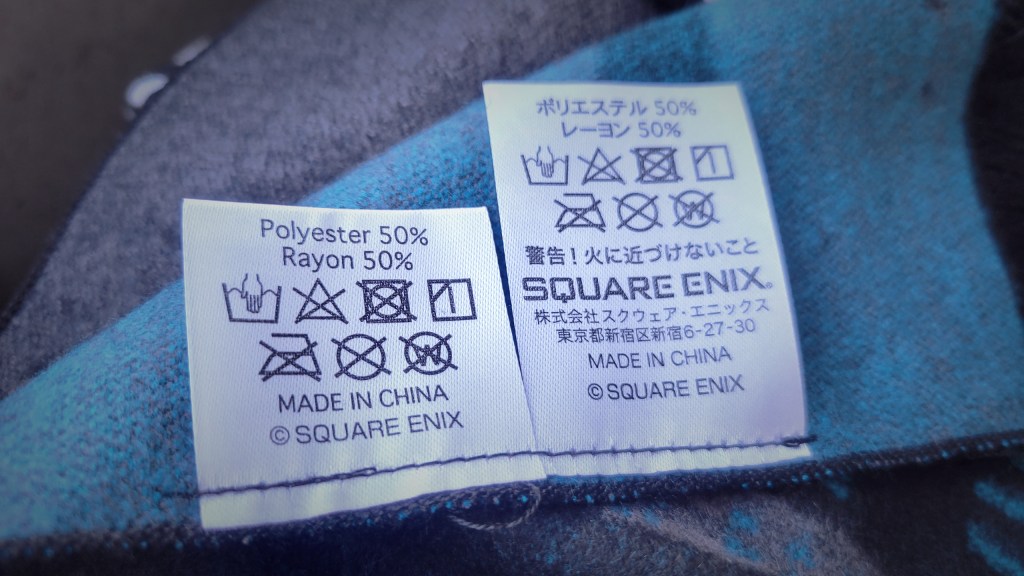 Polyester 50%
Rayon 50%
MADE IN CHINA
© SQUARE ENIX
ポリエステル 50%
レーヨン 50%
警告！火に近づけないこと
SQUARE ENIX®
株式会社スクウェア・エニックス
東京都新宿区新宿6-27-30
MADE IN CHINA
© SQUARE ENIX